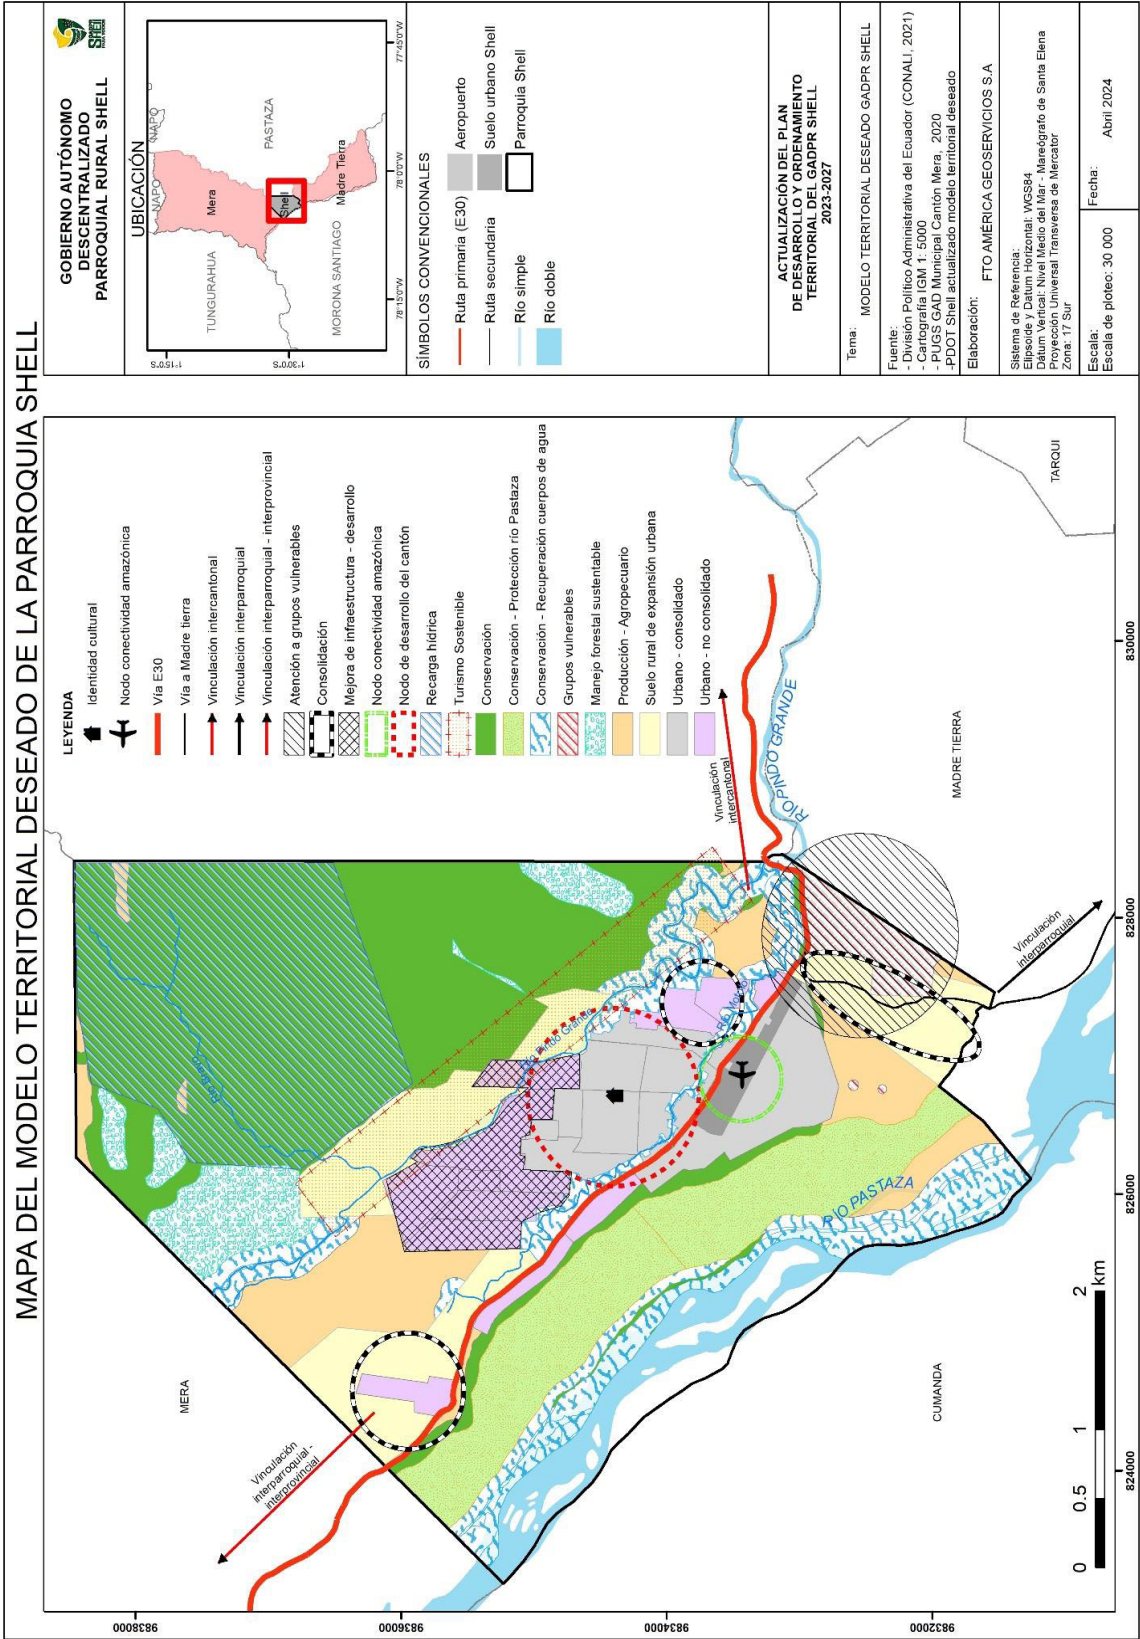 MAPA DEL MODELO TERRITORIAL DESEADO DE LA PARROQUIA SHELL
MERA
Vinculación
interparroquial -
interprovincial
Río Bravo
Río Pindo Grande
Río Motolo
RÍO PASTAZA
CUMANDA
Vinculación
intercantonal
RÍO PINDO GRANDE
MADRE TIERRA
Vinculación
interparroquial
TARQUI
9838000
9836000
9834000
9832000
824000
826000
828000
830000
0 0.5 1 2
km
LEYENDA
Identidad cultural
Nodo conectividad amazónica
Vía E30
Vía a Madre tierra
Vinculación intercantonal
Vinculación interparroquial
Vinculación interparroquial - interprovincial
Atención a grupos vulnerables
Consolidación
Mejora de infraestructura - desarrollo
Nodo conectividad amazónica
Nodo de desarrollo del cantón
Recarga hídrica
Turismo Sostenible
Conservación
Conservación - Protección río Pastaza
Conservación - Recuperación cuerpos de agua
Grupos vulnerables
Manejo forestal sustentable
Producción - Agropecuario
Suelo rural de expansión urbana
Urbano - consolidado
Urbano - no consolidado
GOBIERNO AUTÓNOMO
DESCENTRALIZADO
PARROQUIAL RURAL SHELL
SHELL
UBICACIÓN
NAPO
NAPO
TUNGURAHUA
Mera
PASTAZA
Shell
Madre Tierra
MORONA SANTIAGO
1°15'0"S
1°30'0"S
78°15'0"W
78°0'0"W
77°45'0"W
SÍMBOLOS CONVENCIONALES
Ruta primaria (E30)
Ruta secundaria
Río simple
Río doble
Aeropuerto
Suelo urbano Shell
Parroquia Shell
ACTUALIZACIÓN DEL PLAN
DE DESARROLLO Y ORDENAMIENTO
TERRITORIAL DEL GADPR SHELL
2023-2027
Tema:
MODELO TERRITORIAL DESEADO GADPR SHELL
Fuente:
- División Político Administrativa del Ecuador (CONALI, 2021)
- Cartografía IGM 1: 5000
- PUGS GAD Municipal Cantón Mera, 2020
-PDOT Shell actualizado modelo territorial deseado
Elaboración:
FTO AMÉRICA GEOSERVICIOS S.A
Sistema de Referencia:
Elipsoide y Datum Horizontal: WGS84
Dátum Vertical: Nivel Medio del Mar - Mareógrafo de Santa Elena
Proyección Universal Transversa de Mercator
Zona: 17 Sur
Escala:
Escala de ploteo: 30 000
Fecha:
Abril 2024